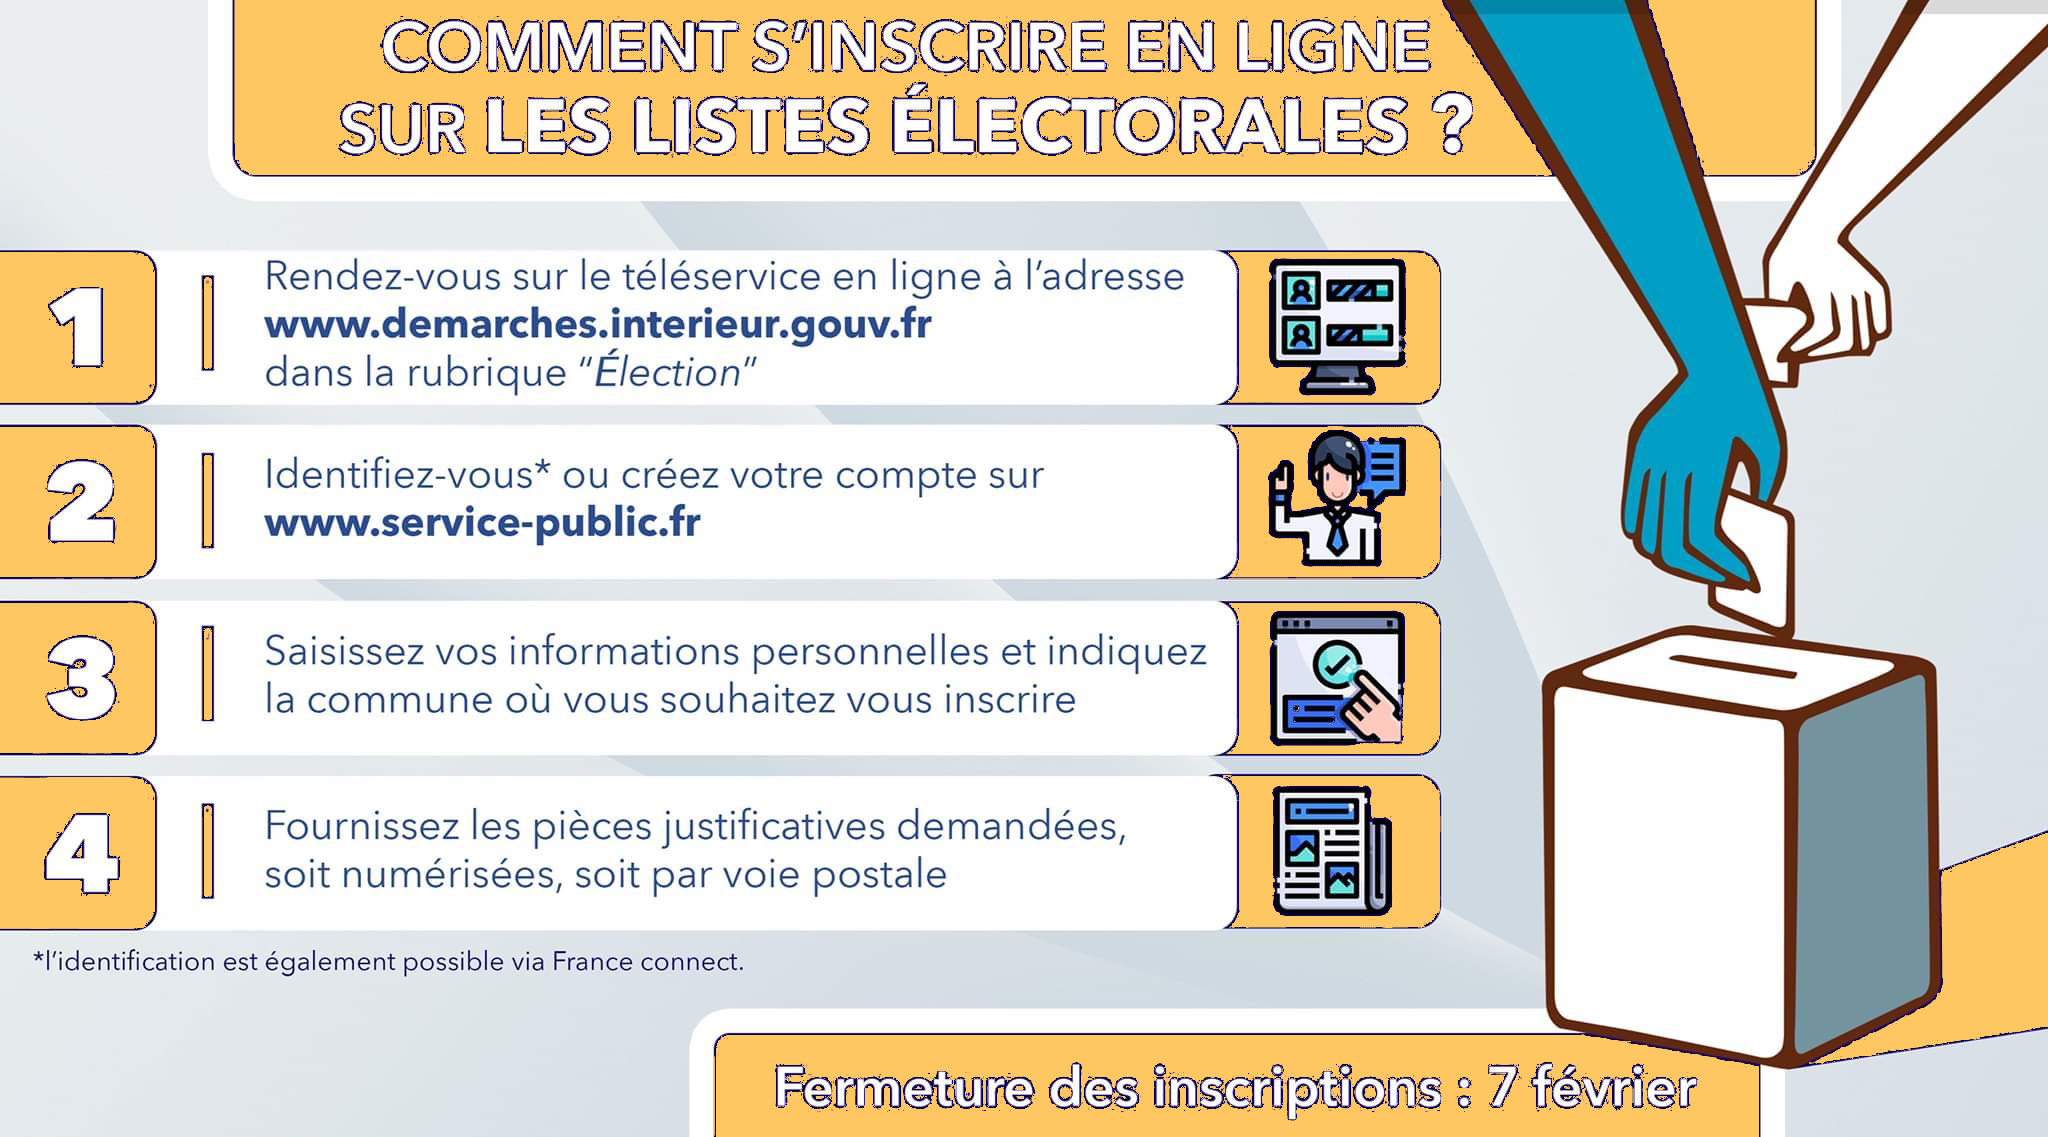 COMMENT S'INSCRIRE EN LIGNE
SUR LES LISTES ÉLECTORALES ?
1
Rendez-vous sur le téléservice en ligne à l'adresse
www.demarches.interieur.gouv.fr
dans la rubrique "Élection"
2
Identifiez-vous* ou créez votre compte sur
www.service-public.fr
3
Saisissez vos informations personnelles et indiquez
la commune où vous souhaitez vous inscrire
4
Fournissez les pièces justificatives demandées,
soit numérisées, soit par voie postale
*l'identification est également possible via France connect.
Fermeture des inscriptions : 7 février